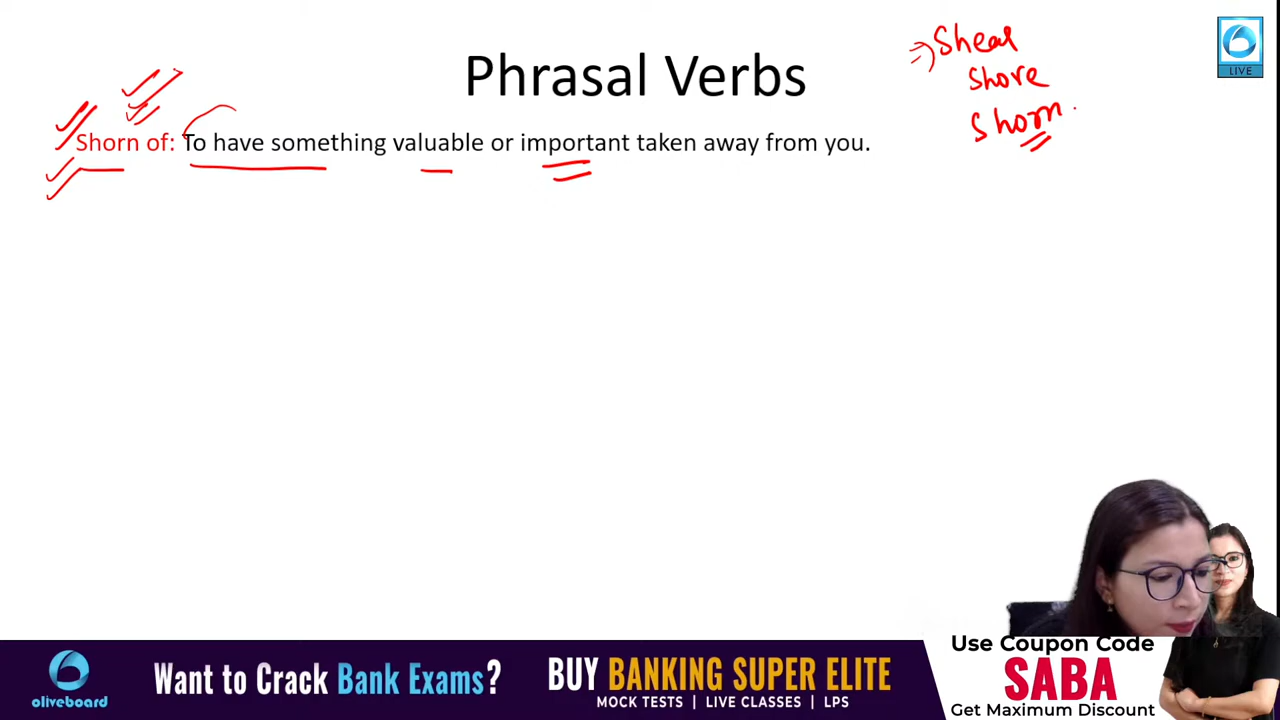 Shear
Phrasal Verbs
Shore
Shorn
Shorn of: To have something valuable or important taken away from you.
LIVE
Use Coupon Code
SABA
Get Maximum Discount
oliveboard
Want to Crack Bank Exams?
BUY BANKING SUPER ELITE
MOCK TESTS | LIVE CLASSES | LPS